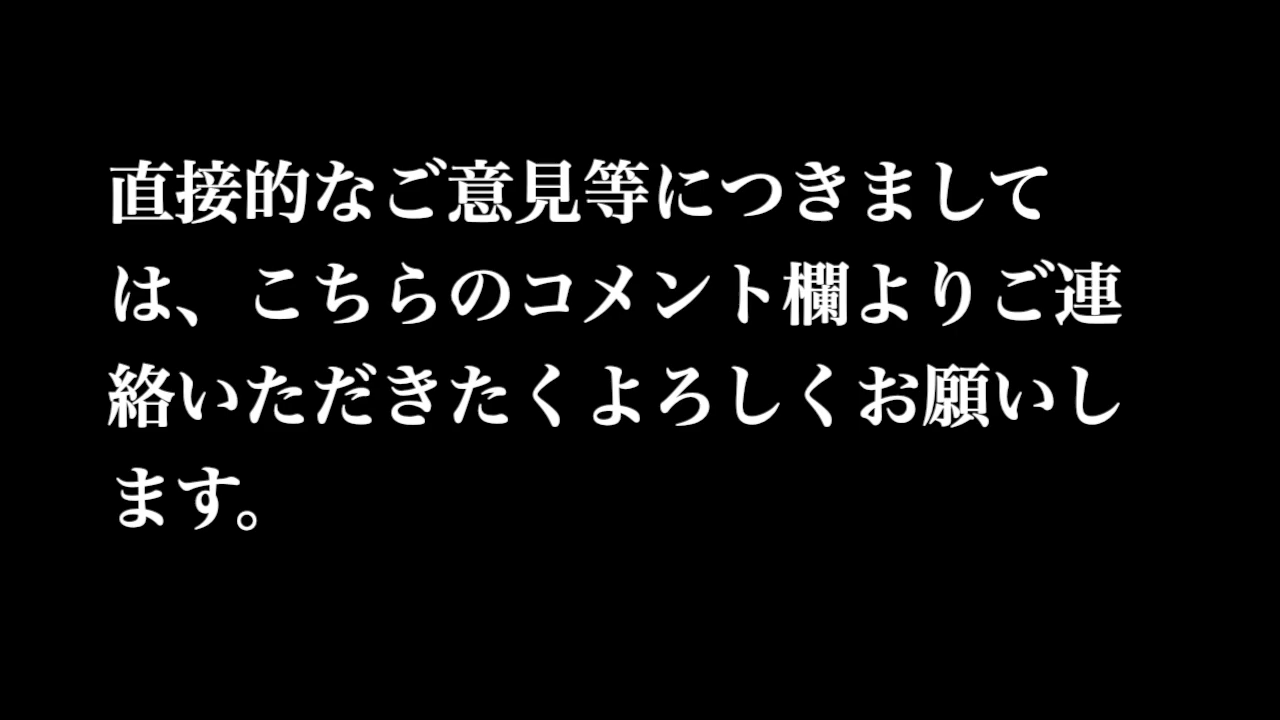 直接的なご意見等につきまして
は、こちらのコメント欄よりご連
絡いただきたくよろしくお願いし
ます。